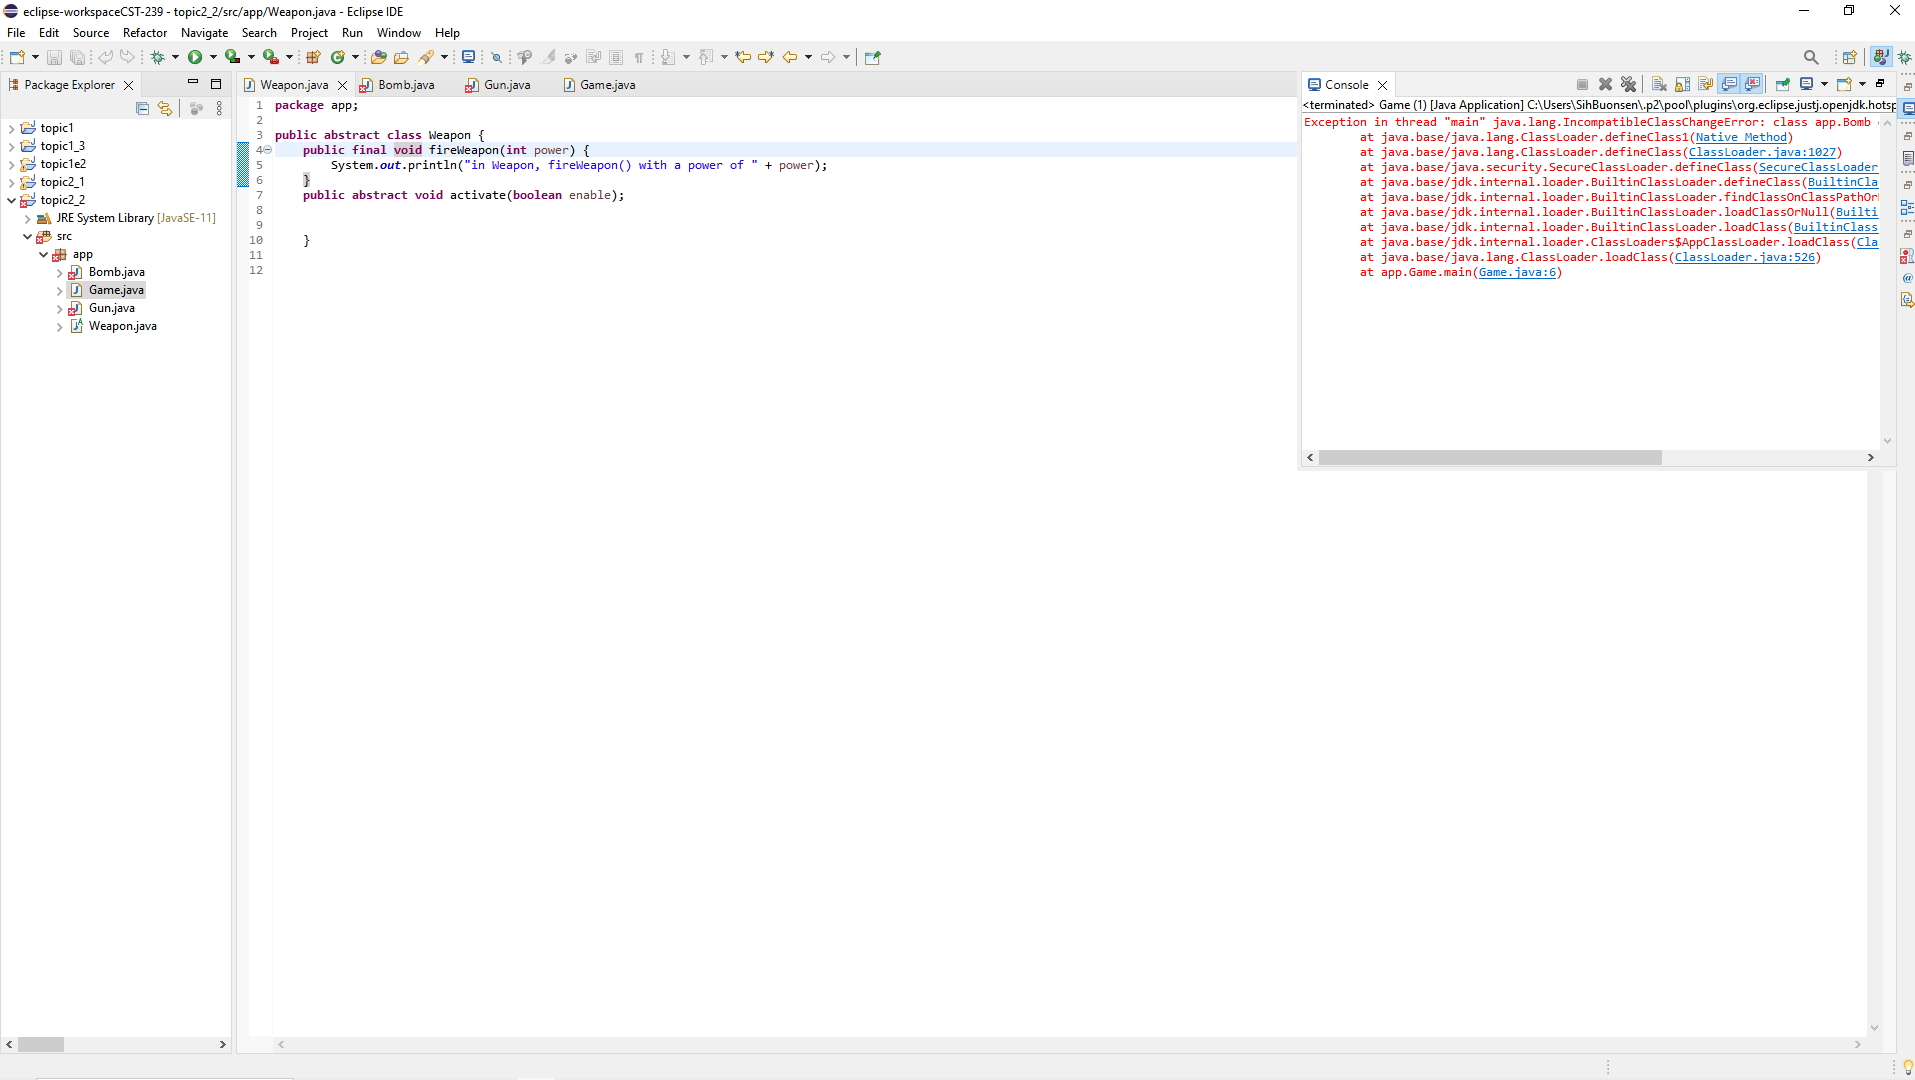 eclipse-workspaceCST-239 - topic2_2/src/app/Weapon.java - Eclipse IDE
File Edit Source Refactor Navigate Search Project Run Window Help
Package Explorer
topic1
topic1_3
topic1e2
topic2_1
topic2_2
JRE System Library [JavaSE-11]
src
app
Bomb.java
Game.java
Gun.java
Weapon.java
Weapon.java Bomb.java Gun.java Game.java
1 package app;
2
3 public abstract class Weapon {
4 public final void fireWeapon(int power) {
5 System.out.println("in Weapon, fireWeapon() with a power of " + power);
6 }
7 public abstract void activate(boolean enable);
8
9
10 }
11
12
Console
<terminated> Game (1) [Java Application] C:\Users\SihBuonsen\.p2\pool\plugins\org.eclipse.justj.openjdk.hotsp
Exception in thread "main" java.lang.IncompatibleClassChangeError: class app.Bomb
at java.base/java.lang.ClassLoader.defineClass1(Native Method)
at java.base/java.lang.ClassLoader.defineClass(ClassLoader.java:1027)
at java.base/java.security.SecureClassLoader.defineClass(SecureClassLoader
at java.base/jdk.internal.loader.BuiltinClassLoader.defineClass(BuiltinCla
at java.base/jdk.internal.loader.BuiltinClassLoader.findClassOnClassPathOr
at java.base/jdk.internal.loader.BuiltinClassLoader.loadClassOrNull(Builti
at java.base/jdk.internal.loader.BuiltinClassLoader.loadClass(BuiltinClass
at java.base/jdk.internal.loader.ClassLoaders$AppClassLoader.loadClass(Cla
at java.base/java.lang.ClassLoader.loadClass(ClassLoader.java:526)
at app.Game.main(Game.java:6)